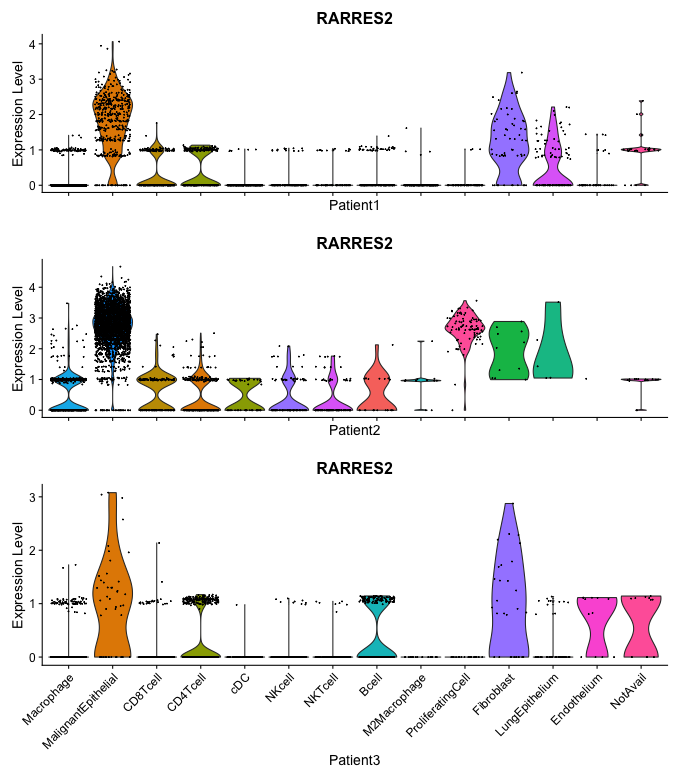 RARRES2
Expression Level
4
3
2
1
0
Patient1
RARRES2
Expression Level
4
3
2
1
0
Patient2
RARRES2
Expression Level
3
2
1
0
Macrophage
MalignantEpithelial
CD8Tcell
CD4Tcell
cDC
NKcell
NKTcell
Bcell
M2Macrophage
ProliferatingCell
Fibroblast
LungEpithelium
Endothelium
NotAvail
Patient3